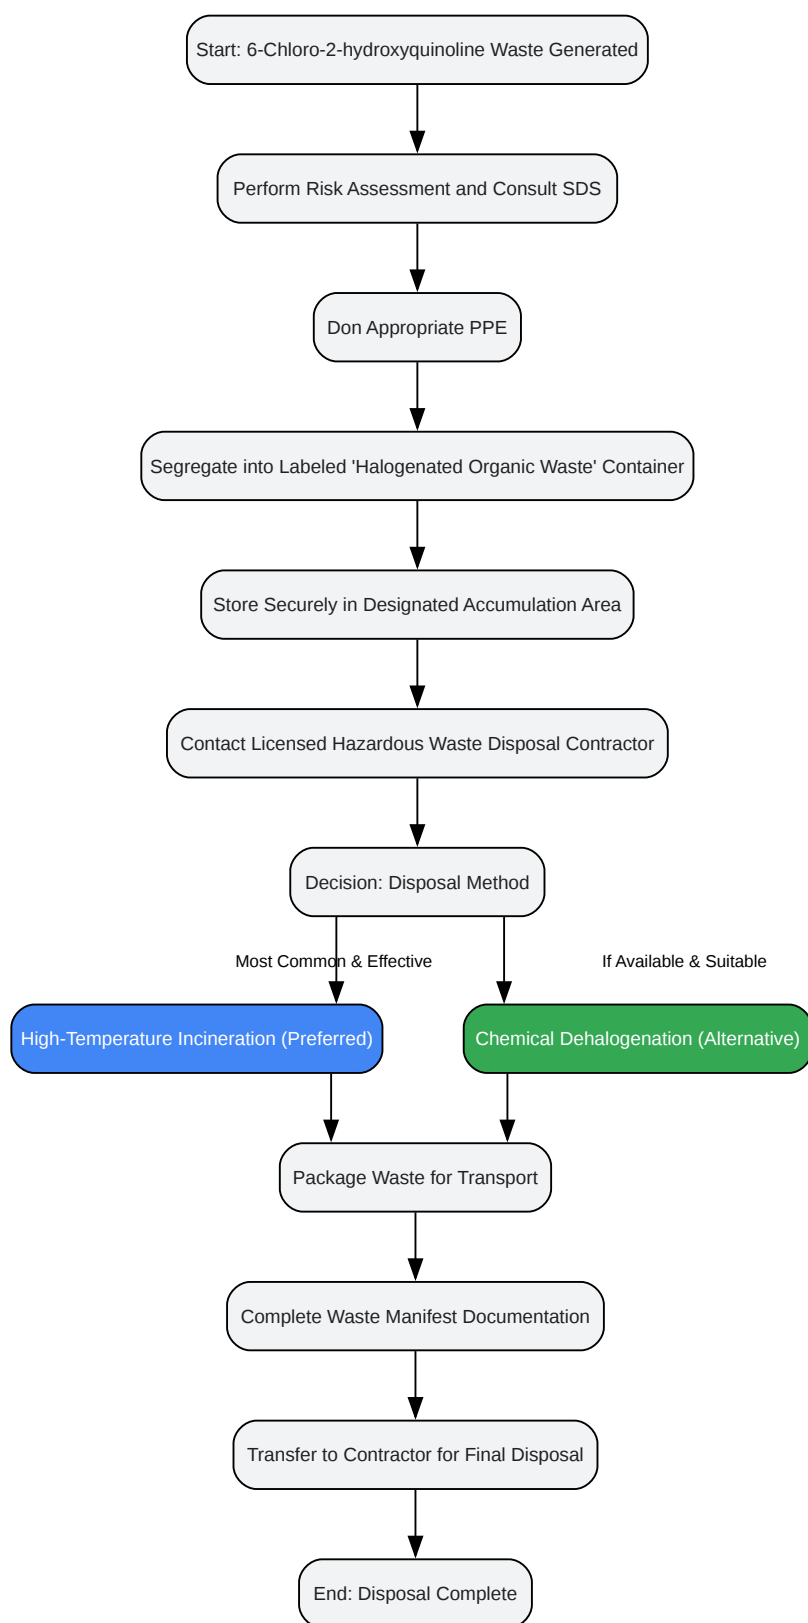 Start: 6-Chloro-2-hydroxyquinoline Waste Generated
Perform Risk Assessment and Consult SDS
Don Appropriate PPE
Segregate into Labeled 'Halogenated Organic Waste' Container
Store Securely in Designated Accumulation Area
Contact Licensed Hazardous Waste Disposal Contractor
Decision: Disposal Method
Most Common & Effective
If Available & Suitable
High-Temperature Incineration (Preferred)
Chemical Dehalogenation (Alternative)
Package Waste for Transport
Complete Waste Manifest Documentation
Transfer to Contractor for Final Disposal
End: Disposal Complete